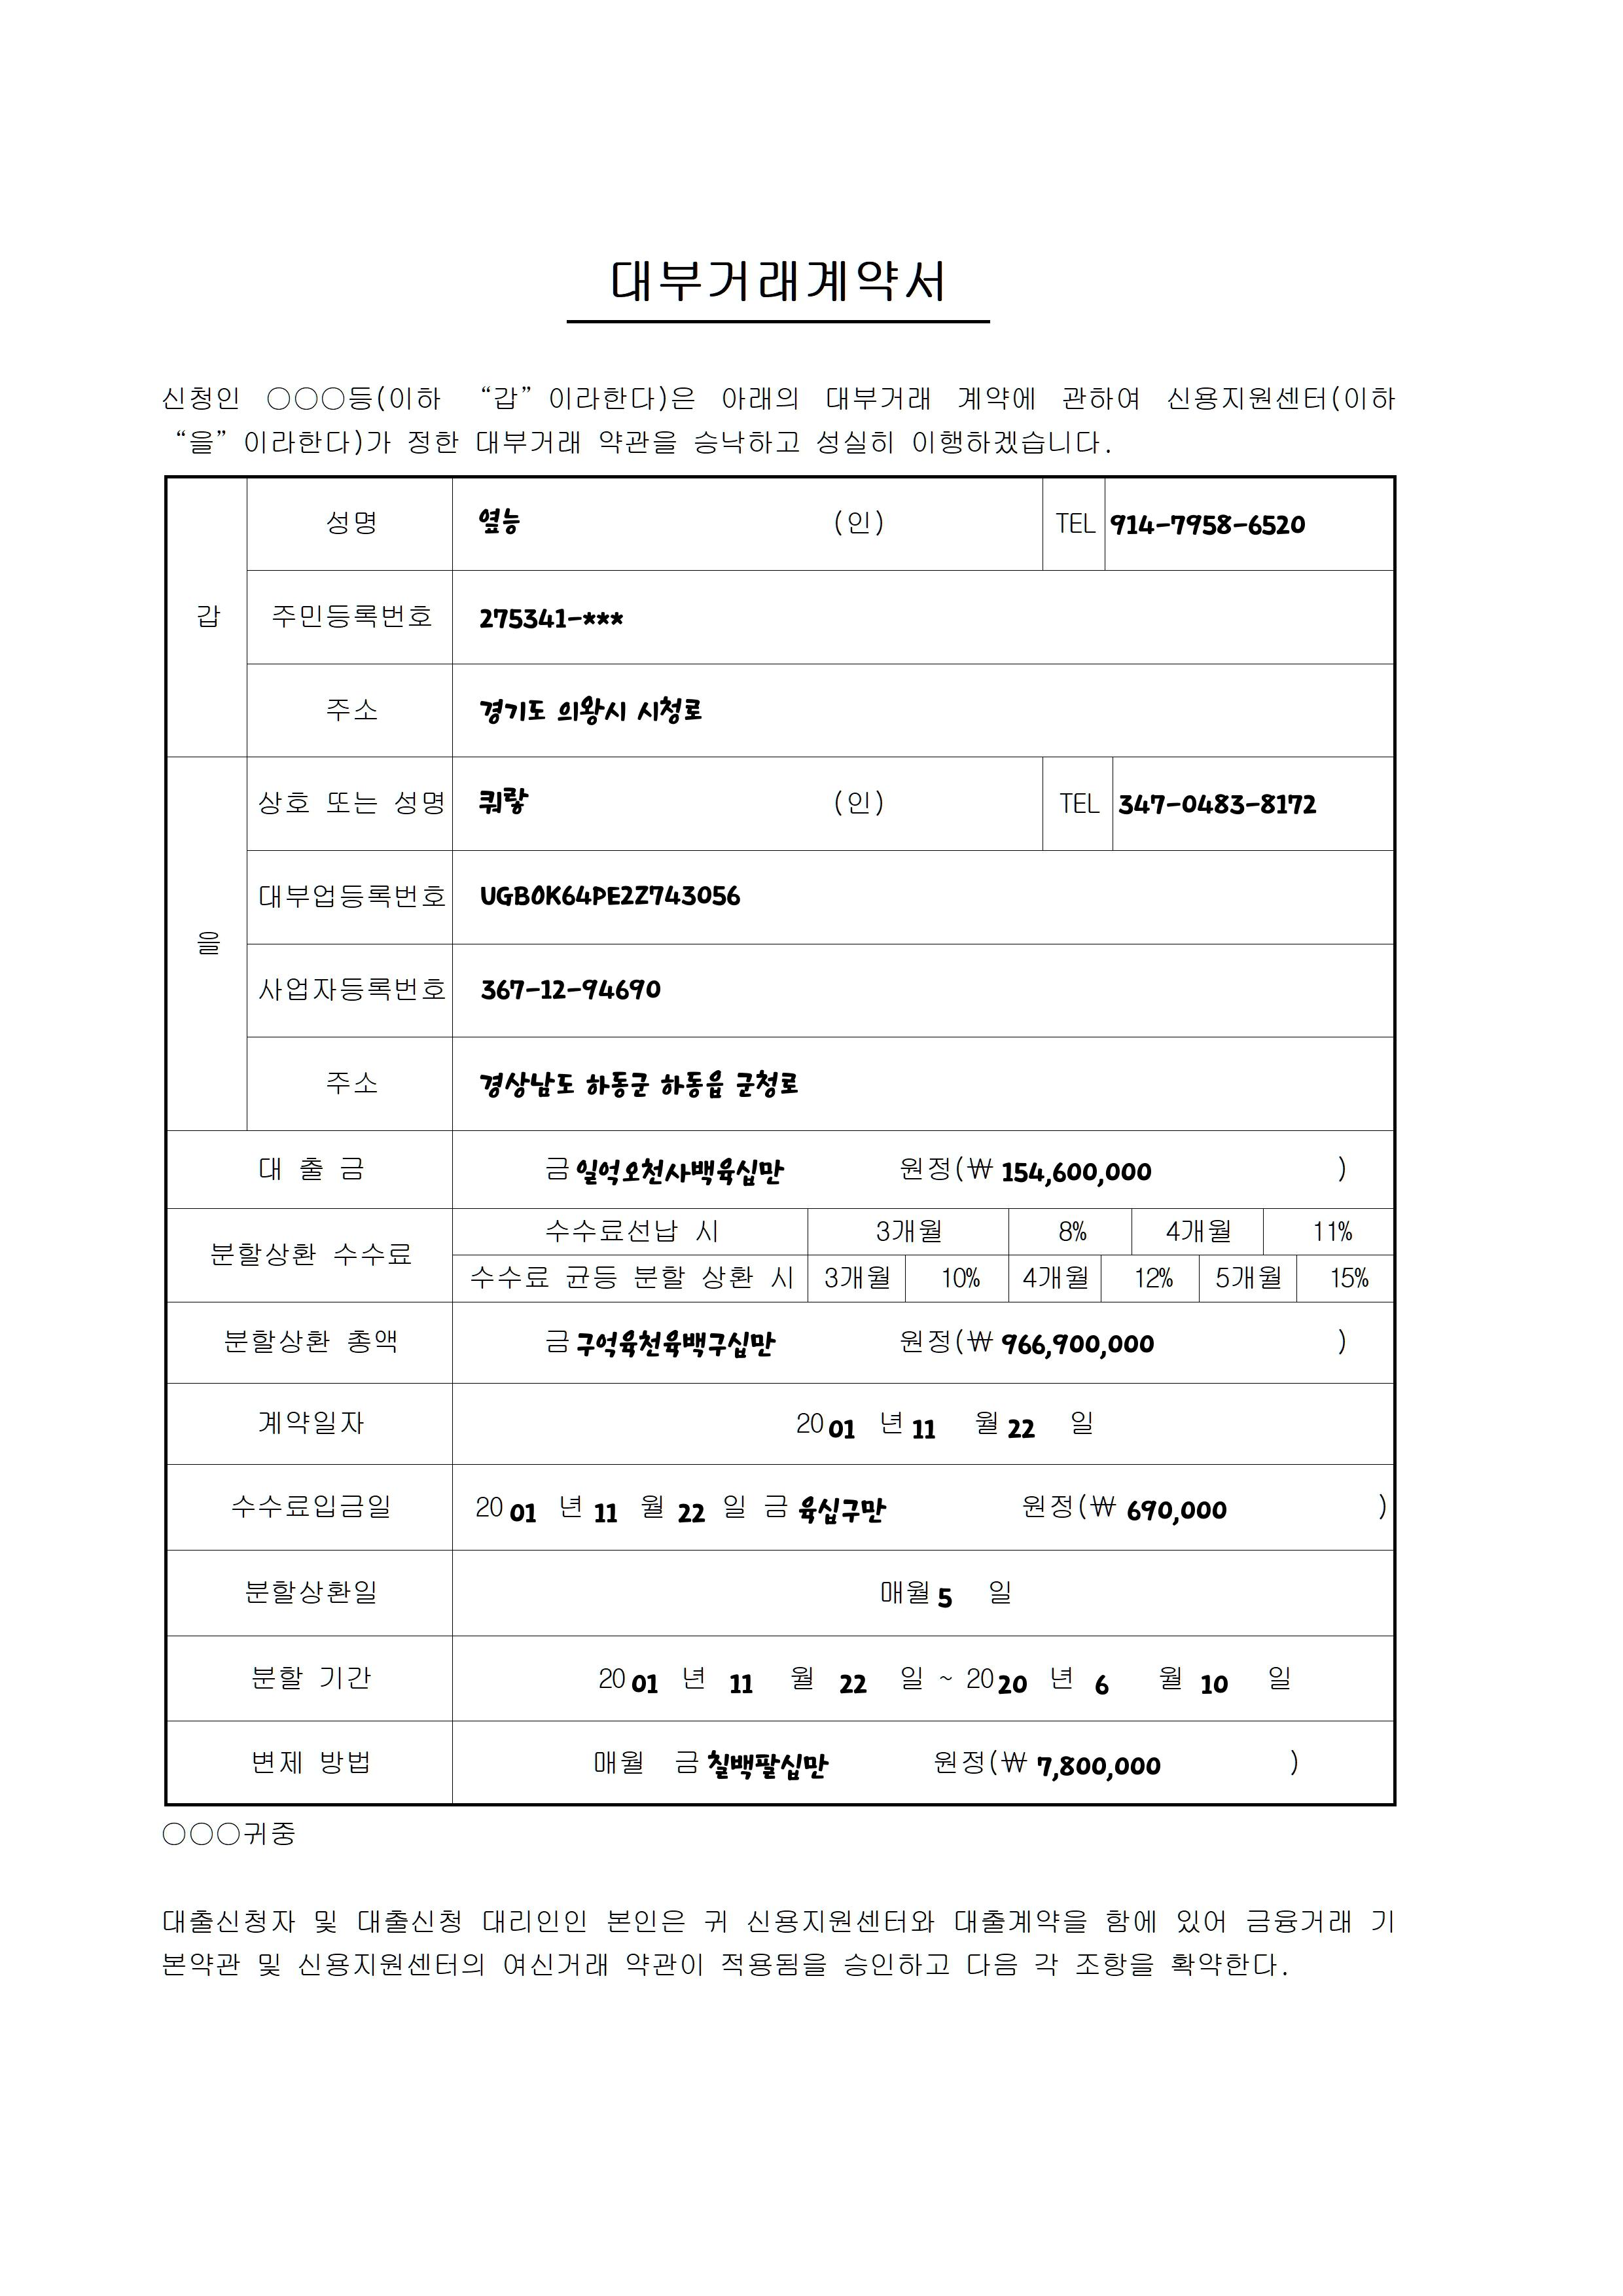 대부거래계약서
신청인 ○○○등(이하 “갑”이라한다)은 아래의 대부거래 계약에 관하여 신용지원센터(이하
“을”이라한다)가 정한 대부거래 약관을 승낙하고 성실히 이행하겠습니다.
갑
성명 옆능 (인) TEL 914-7958-6520
주민등록번호 275341-***
주소 경기도 의왕시 시청로
을
상호 또는 성명 쿼랗 (인) TEL 347-0483-8172
대부업등록번호 UGB0K64PE2Z743056
사업자등록번호 367-12-94690
주소 경상남도 하동군 하동읍 군청로
대 출 금 금 일억오천사백육십만 원정(₩ 154,600,000 )
분할상환 수수료
수수료선납 시 3개월 8% 4개월 11%
수수료 균등 분할 상환 시 3개월 10% 4개월 12% 5개월 15%
분할상환 총액 금 구억육천육백구십만 원정(₩ 966,900,000 )
계약일자 20 01 년 11 월 22 일
수수료입금일 20 01 년 11 월 22 일 금 육십구만 원정(₩ 690,000 )
분할상환일 매월 5 일
분할 기간 20 01 년 11 월 22 일 ~ 20 20 년 6 월 10 일
변제 방법 매월 금 칠백팔십만 원정(₩ 7,800,000 )
○○○귀중
대출신청자 및 대출신청 대리인인 본인은 귀 신용지원센터와 대출계약을 함에 있어 금융거래 기
본약관 및 신용지원센터의 여신거래 약관이 적용됨을 승인하고 다음 각 조항을 확약한다.